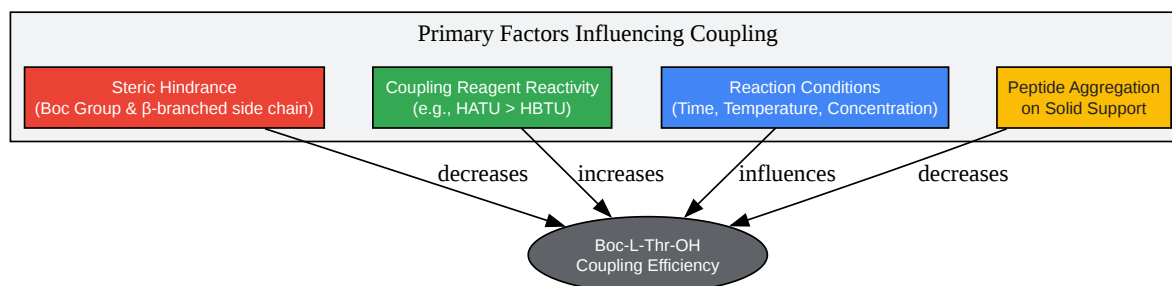 Primary Factors Influencing Coupling
Steric Hindrance
(Boc Group & β-branched side chain)
Coupling Reagent Reactivity
(e.g., HATU > HBTU)
Reaction Conditions
(Time, Temperature, Concentration)
Peptide Aggregation
on Solid Support
decreases
increases
influences
decreases
Boc-L-Thr-OH
Coupling Efficiency